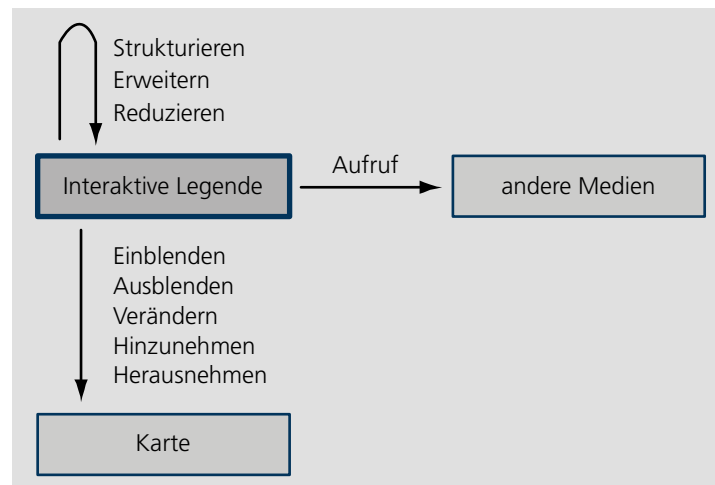 Strukturieren
Erweitern
Reduzieren
Interaktive Legende
Aufruf
andere Medien
Einblenden
Ausblenden
Verändern
Hinzunehmen
Herausnehmen
Karte